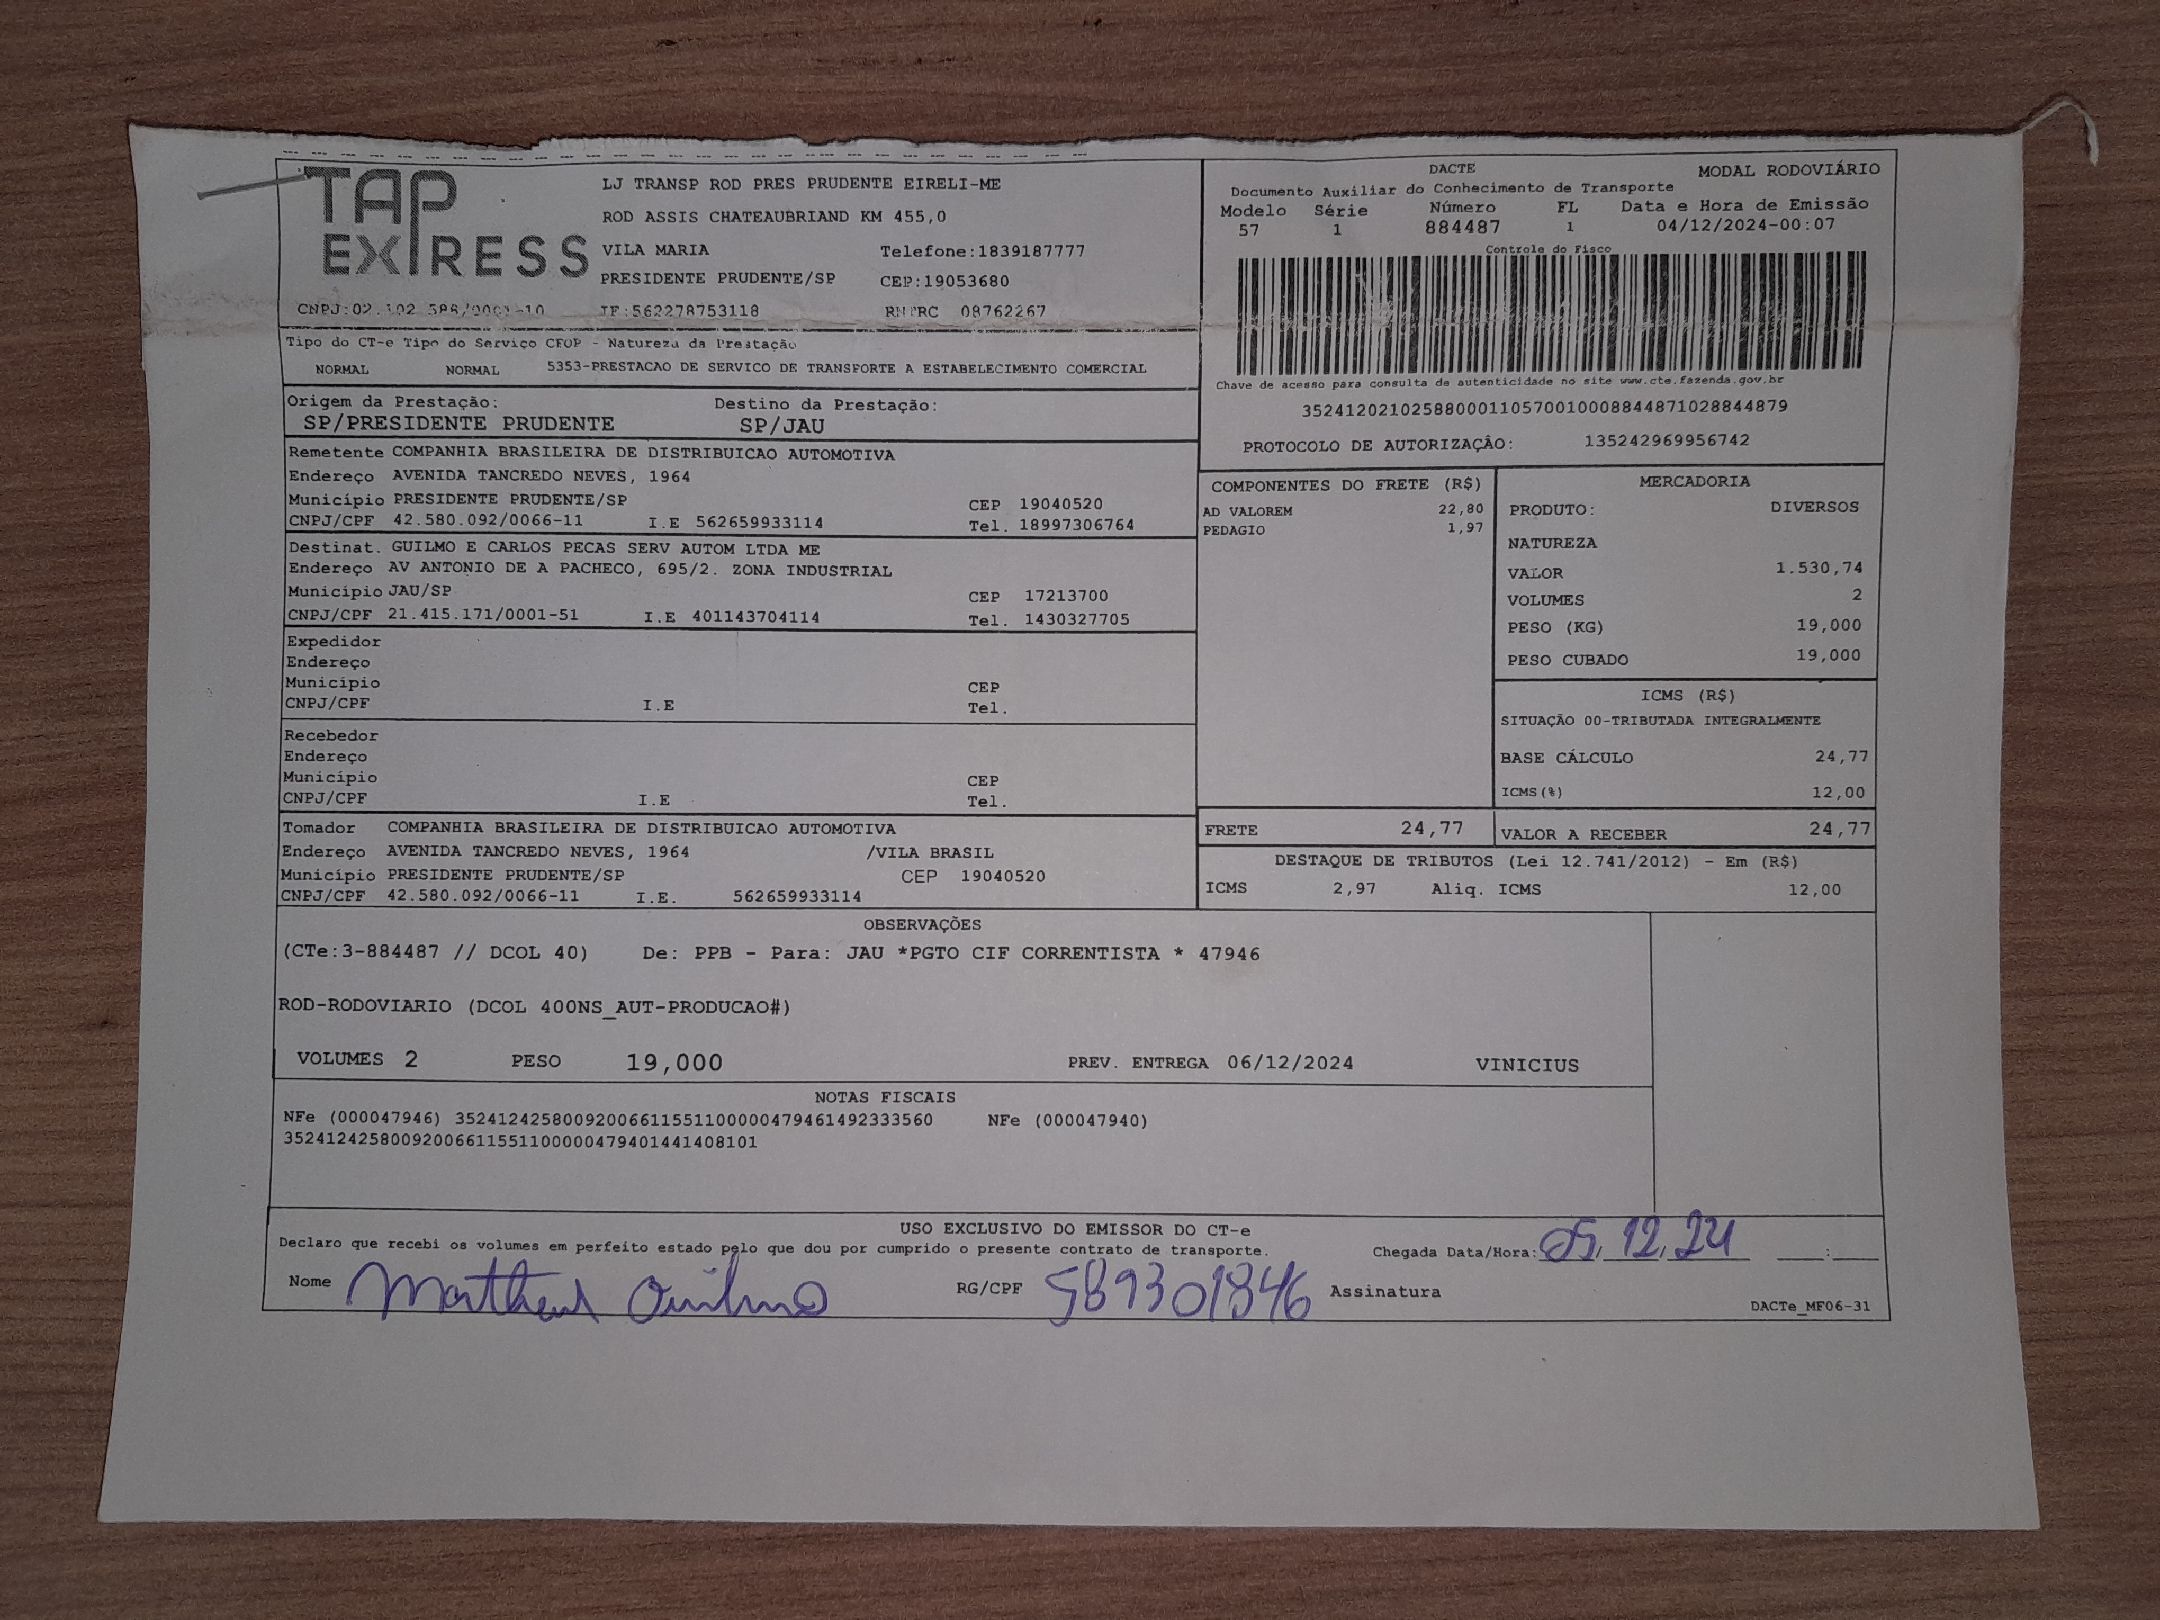 TAP EXPRESS
LJ TRANSP ROD PRES PRUDENTE EIRELI-ME
ROD ASSIS CHATEAUBRIAND KM 455,0
VILA MARIA Telefone:1839187777
PRESIDENTE PRUDENTE/SP CEP:19053680
CNPJ:02.102.588/0001-10 IE:562278753118 RNTRC 08762267
Tipo do CT-e Tipo do Serviço CFOP - Natureza da Prestação
NORMAL NORMAL 5353-PRESTACAO DE SERVICO DE TRANSPORTE A ESTABELECIMENTO COMERCIAL
Origem da Prestação: Destino da Prestação:
SP/PRESIDENTE PRUDENTE SP/JAU
DACTE MODAL RODOVIÁRIO
Documento Auxiliar do Conhecimento de Transporte
Modelo Série Número FL Data e Hora de Emissão
57 1 884487 1 04/12/2024-00:07
Controle do Fisco
Chave de acesso para consulta de autenticidade no site www.cte.fazenda.gov.br
35241202102588000110570010008844871028844879
PROTOCOLO DE AUTORIZAÇÂO: 135242969956742
Remetente COMPANHIA BRASILEIRA DE DISTRIBUICAO AUTOMOTIVA
Endereço AVENIDA TANCREDO NEVES, 1964
Município PRESIDENTE PRUDENTE/SP CEP 19040520
CNPJ/CPF 42.580.092/0066-11 I.E 562659933114 Tel. 18997306764
Destinat. GUILMO E CARLOS PECAS SERV AUTOM LTDA ME
Endereço AV ANTONIO DE A PACHECO, 695/2. ZONA INDUSTRIAL
Município JAU/SP CEP 17213700
CNPJ/CPF 21.415.171/0001-51 I.E 401143704114 Tel. 1430327705
Expedidor
Endereço
Município CEP
CNPJ/CPF I.E Tel.
Recebedor
Endereço
Município CEP
CNPJ/CPF I.E Tel.
Tomador COMPANHIA BRASILEIRA DE DISTRIBUICAO AUTOMOTIVA
Endereço AVENIDA TANCREDO NEVES, 1964 /VILA BRASIL
Município PRESIDENTE PRUDENTE/SP CEP 19040520
CNPJ/CPF 42.580.092/0066-11 I.E. 562659933114
COMPONENTES DO FRETE (R$)
AD VALOREM 22,80
PEDAGIO 1,97
MERCADORIA
PRODUTO: DIVERSOS
NATUREZA
VALOR 1.530,74
VOLUMES 2
PESO (KG) 19,000
PESO CUBADO 19,000
ICMS (R$)
SITUAÇÃO 00-TRIBUTADA INTEGRALMENTE
BASE CÁLCULO 24,77
ICMS(%) 12,00
FRETE 24,77 VALOR A RECEBER 24,77
DESTAQUE DE TRIBUTOS (Lei 12.741/2012) - Em (R$)
ICMS 2,97 Aliq. ICMS 12,00
OBSERVAÇÕES
(CTe:3-884487 // DCOL 40) De: PPB - Para: JAU *PGTO CIF CORRENTISTA * 47946
ROD-RODOVIARIO (DCOL 400NS_AUT-PRODUCAO#)
VOLUMES 2 PESO 19,000 PREV. ENTREGA 06/12/2024 VINICIUS
NOTAS FISCAIS
NFe (000047946) 35241242580092006611551100000479461492333560 NFe (000047940)
35241242580092006611551100000479401441408101
USO EXCLUSIVO DO EMISSOR DO CT-e
Declaro que recebi os volumes em perfeito estado pelo que dou por cumprido o presente contrato de transporte. Chegada Data/Hora: 05 12 24 :
Nome RG/CPF 589301846 Assinatura
DACTe_MF06-31